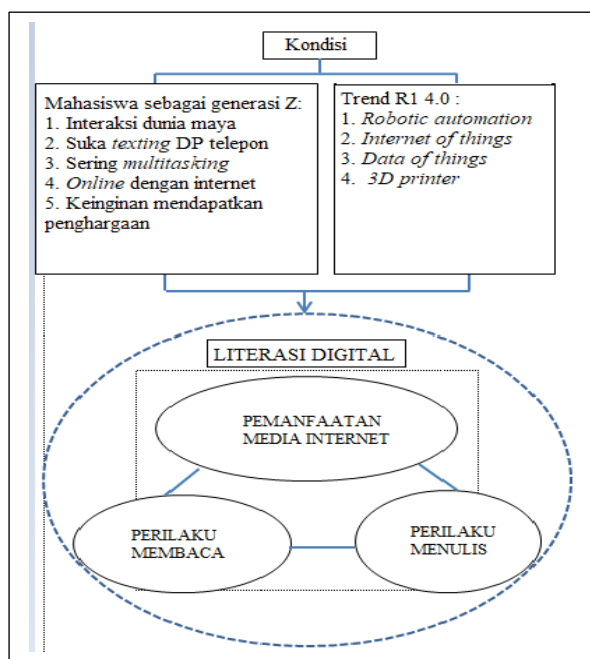 Kondisi
Mahasiswa sebagai generasi Z:
1. Interaksi dunia maya
2. Suka texting DP telepon
3. Sering multitasking
4. Online dengan internet
5. Keinginan mendapatkan
penghargaan
Trend R1 4.0 :
1. Robotic automation
2. Internet of things
3. Data of things
4. 3D printer
LITERASI DIGITAL
PEMANFAATAN
MEDIA INTERNET
PERILAKU
MEMBACA
PERILAKU
MENULIS